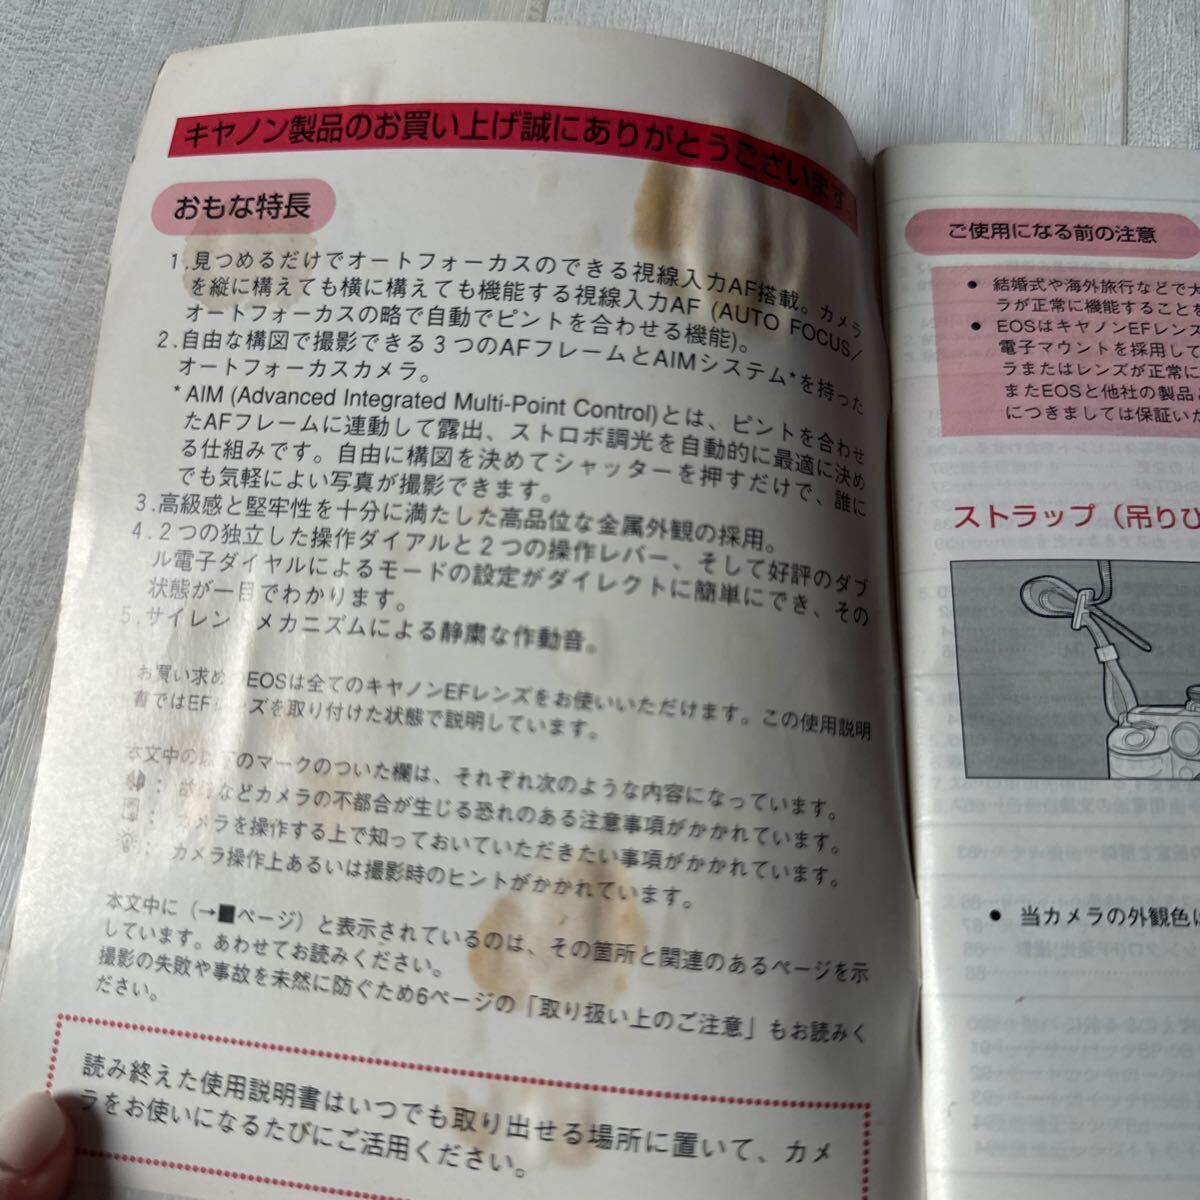 キヤノン製品のお買い上げ誠にありがとうございます。
おもな特長
1.見つめるだけでオートフォーカスのできる視線入力AF搭載。カメラ
を縦に構えても横に構えても機能する視線入力AF (AUTO FOCUS/
オートフォーカスの略で自動でピントを合わせる機能)。
2.自由な構図で撮影できる３つのAFフレームとAIMシステム*を持った
オートフォーカスカメラ。
*AIM (Advanced Integrated Multi-Point Control)とは、ピントを合わせ
たAFフレームに連動して露出、ストロボ調光を自動的に最適に決め
る仕組みです。自由に構図を決めてシャッターを押すだけで、誰に
でも気軽によい写真が撮影できます。
3.高級感と堅牢性を十分に満たした高品位な金属外観の採用。
4.２つの独立した操作ダイアルと２つの操作レバー、そして好評のダブ
ル電子ダイヤルによるモードの設定がダイレクトに簡単にでき、その
状態が一目でわかります。
5.サイレントメカニズムによる静粛な作動音。
お買い求めのEOSは全てのキヤノンEFレンズをお使いいただけます。この使用説明
書ではEFレンズを取り付けた状態で説明しています。
本文中の以下のマークのついた欄は、それぞれ次のような内容になっています。
：故障などカメラの不都合が生じる恐れのある注意事項がかかれています。
：カメラを操作する上で知っておいていただきたい事項がかかれています。
：カメラ操作上あるいは撮影時のヒントがかかれています。
本文中に（→■ページ）と表示されているのは、その箇所と関連のあるページを示
しています。あわせてお読みください。
撮影の失敗や事故を未然に防ぐため6ページの「取り扱い上のご注意」もお読みく
ださい。
読み終えた使用説明書はいつでも取り出せる場所に置いて、カメ
ラをお使いになるたびにご活用ください。
ご使用になる前の注意
● 結婚式や海外旅行などで大
ラが正常に機能することを
● EOSはキヤノンEFレンズ
電子マウントを採用して
ラまたはレンズが正常に
またEOSと他社の製品と
につきましては保証いた
ストラップ（吊りひ
● 当カメラの外観色は